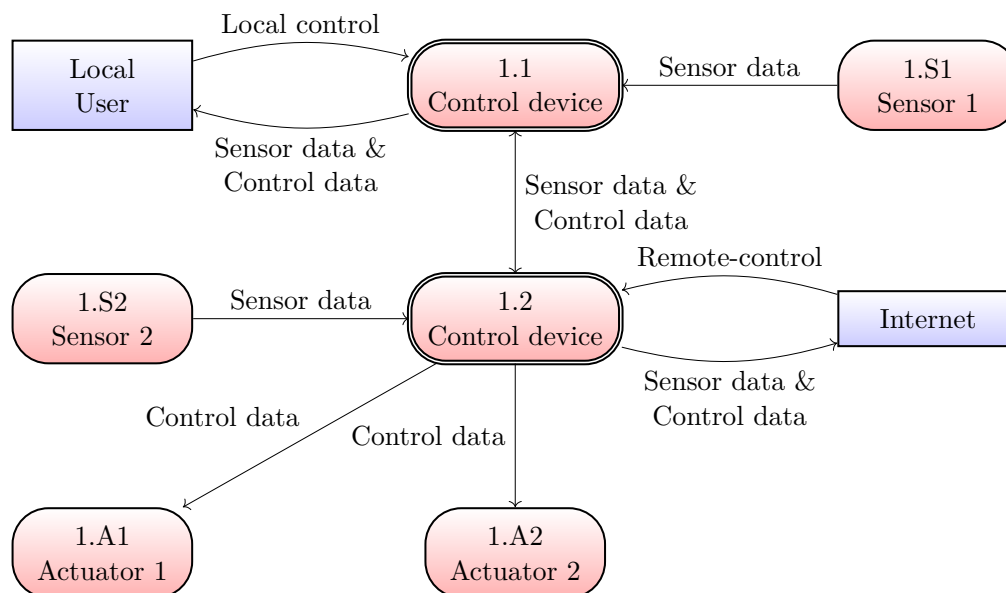 Local control
Local
User
1.1
Control device
Sensor data
1.S1
Sensor 1
Sensor data &
Control data
Sensor data &
Control data
Remote-control
1.S2
Sensor 2
Sensor data
1.2
Control device
Internet
Sensor data &
Control data
Control data
Control data
1.A1
Actuator 1
1.A2
Actuator 2